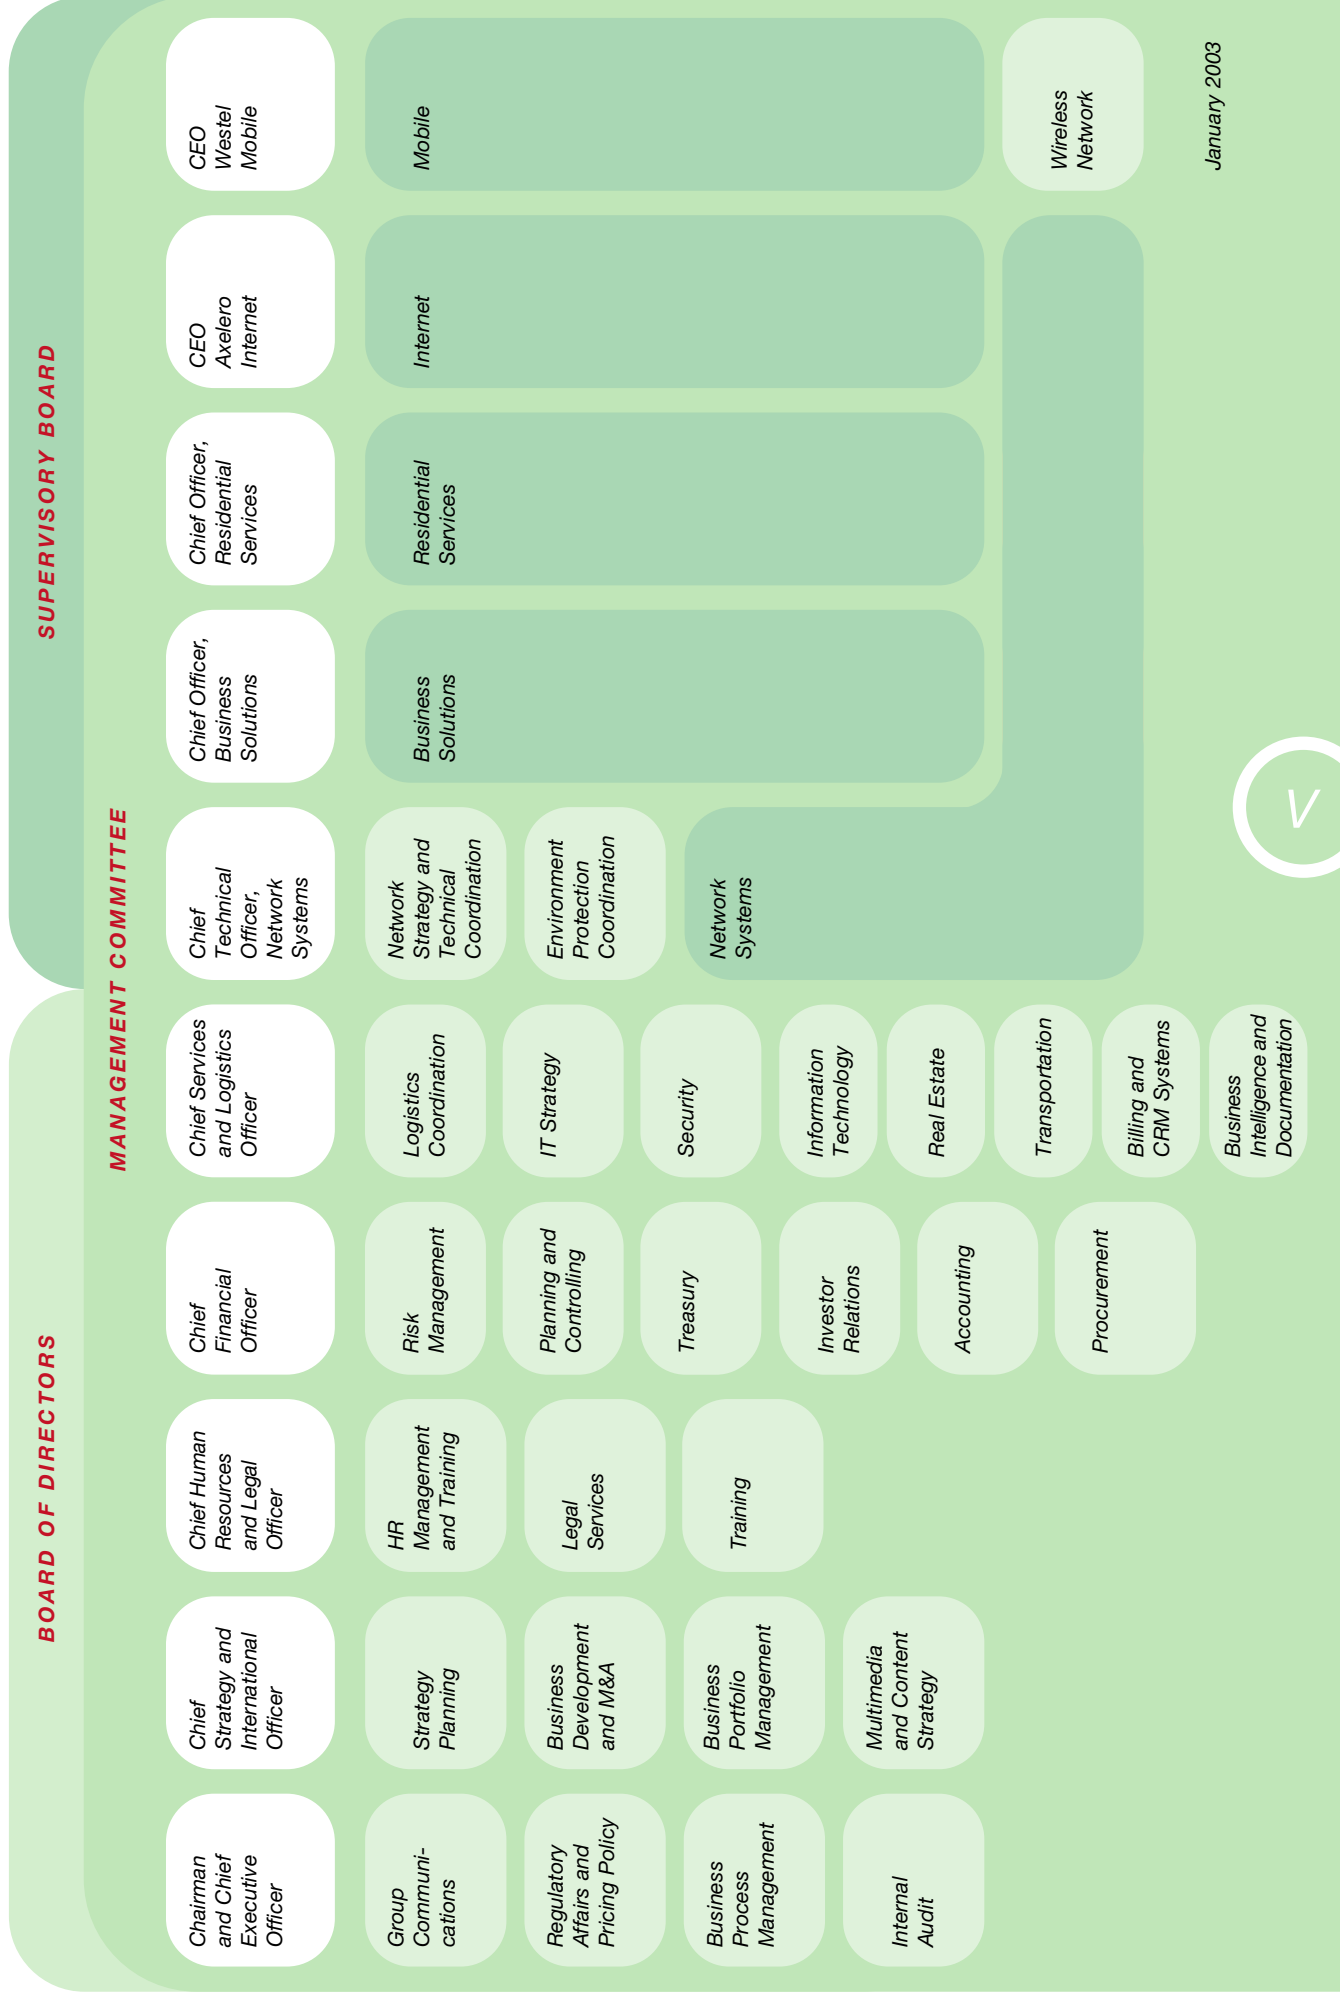 BOARD OF DIRECTORS
SUPERVISORY BOARD
MANAGEMENT COMMITTEE
Chairman
and Chief
Executive
Officer
Chief
Strategy and
International
Officer
Chief Human
Resources
and Legal
Officer
Chief
Financial
Officer
Chief Services
and Logistics
Officer
Chief
Technical
Officer,
Network
Systems
Chief Officer,
Business
Solutions
Chief Officer,
Residential
Services
CEO
Axelero
Internet
CEO
Westel
Mobile
Group
Communi-
cations
Regulatory
Affairs and
Pricing Policy
Business
Process
Management
Internal
Audit
Strategy
Planning
Business
Development
and M&A
Business
Portfolio
Management
Multimedia
and Content
Strategy
HR
Management
and Training
Legal
Services
Training
Risk
Management
Planning and
Controlling
Treasury
Investor
Relations
Accounting
Procurement
Logistics
Coordination
IT Strategy
Security
Information
Technology
Real Estate
Transportation
Billing and
CRM Systems
Business
Intelligence and
Documentation
Network
Strategy and
Technical
Coordination
Environment
Protection
Coordination
Network
Systems
Business
Solutions
Residential
Services
Internet
Mobile
Wireless
Network
January 2003
V